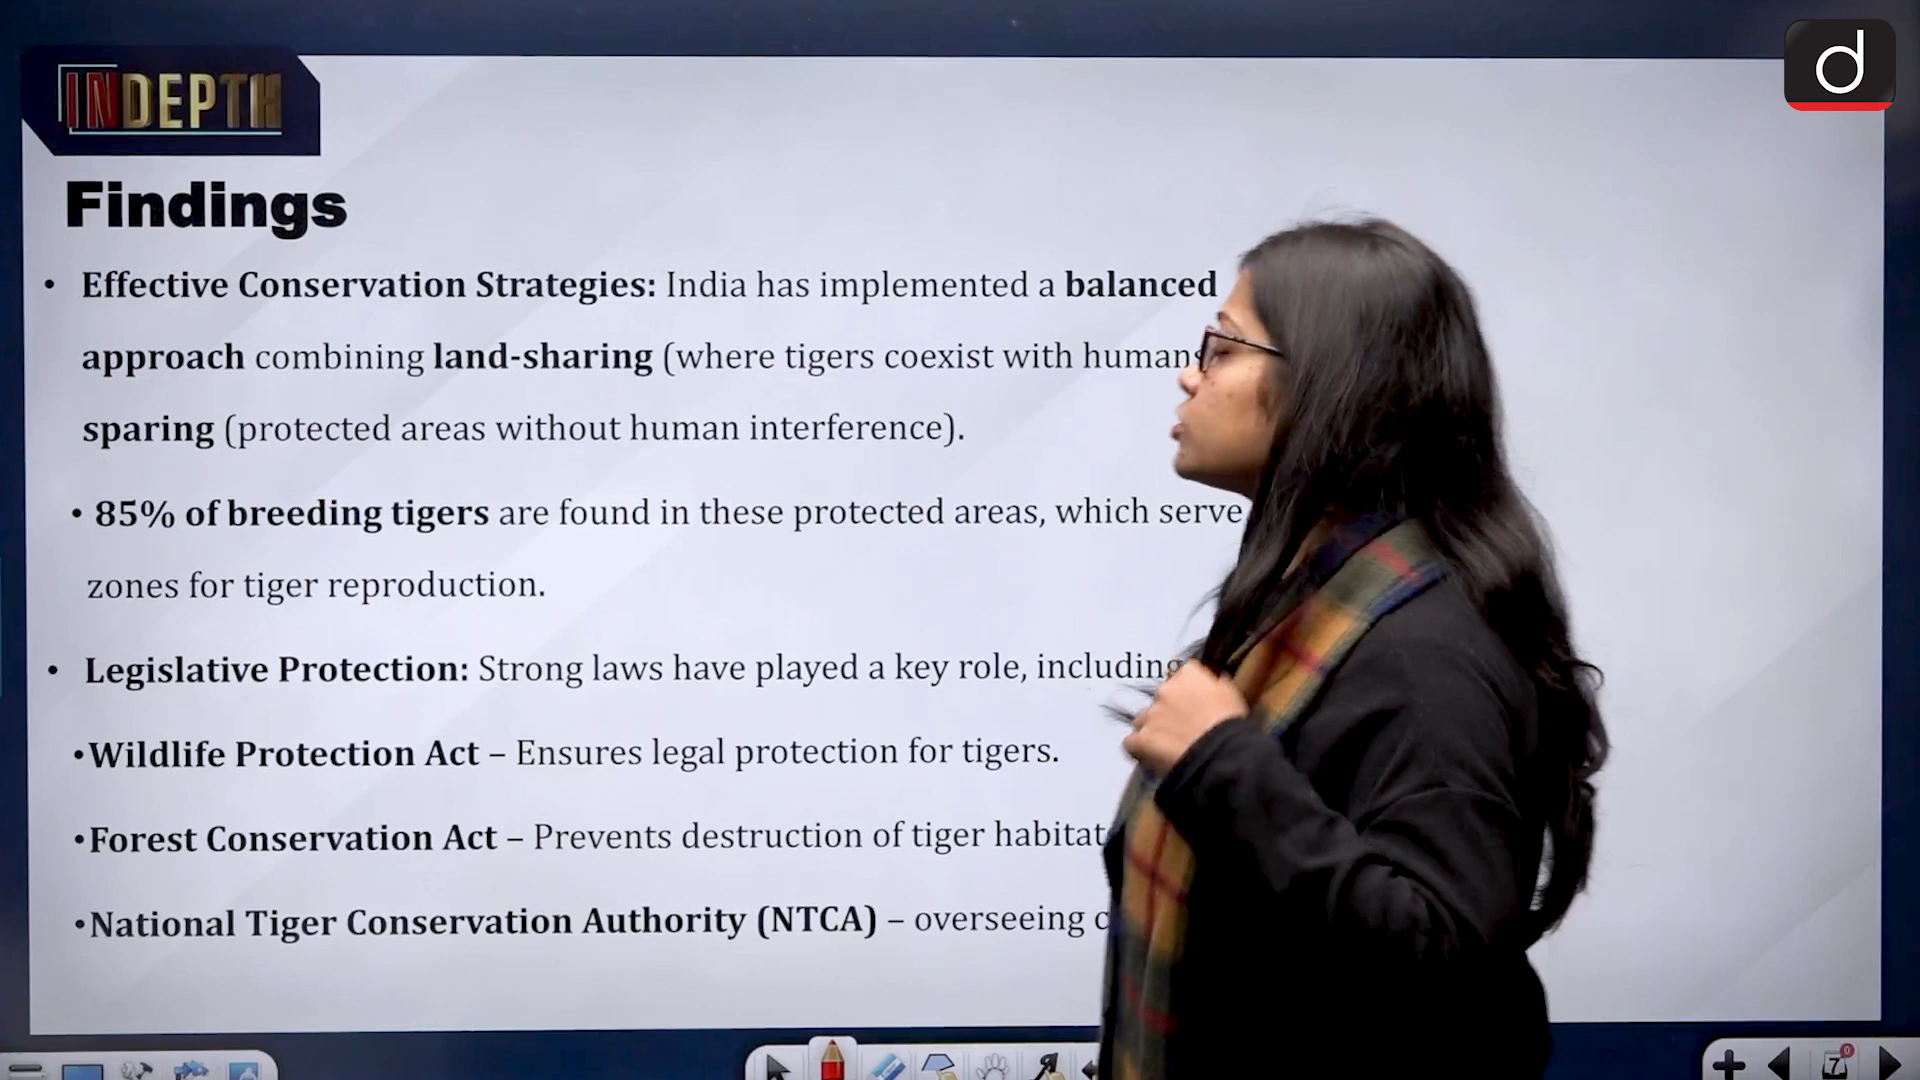 INDEPTH
d
Findings
• Effective Conservation Strategies: India has implemented a balanced
approach combining land-sharing (where tigers coexist with humans
sparing (protected areas without human interference).
• 85% of breeding tigers are found in these protected areas, which serve
zones for tiger reproduction.
• Legislative Protection: Strong laws have played a key role, including
•Wildlife Protection Act – Ensures legal protection for tigers.
•Forest Conservation Act – Prevents destruction of tiger
•National Tiger Conservation Authority (NTCA) – overseeing
7
0